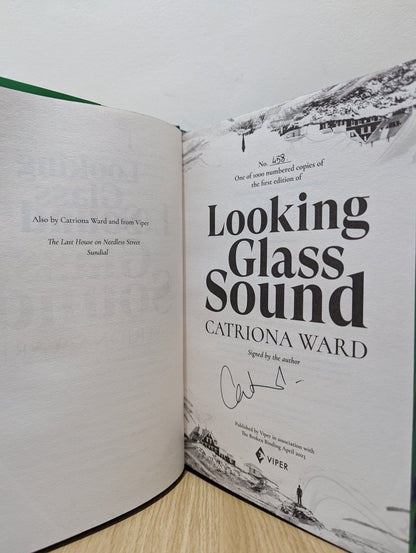 Also by Catriona Ward and from Viper
The Last House on Needless Street
Sundial
No. 458
One of 1000 numbered copies of
the first edition of
Looking
Glass
Sound
CATRIONA WARD
Signed by the author
Published by Viper in association with
The Broken Binding April 2023
VIPER